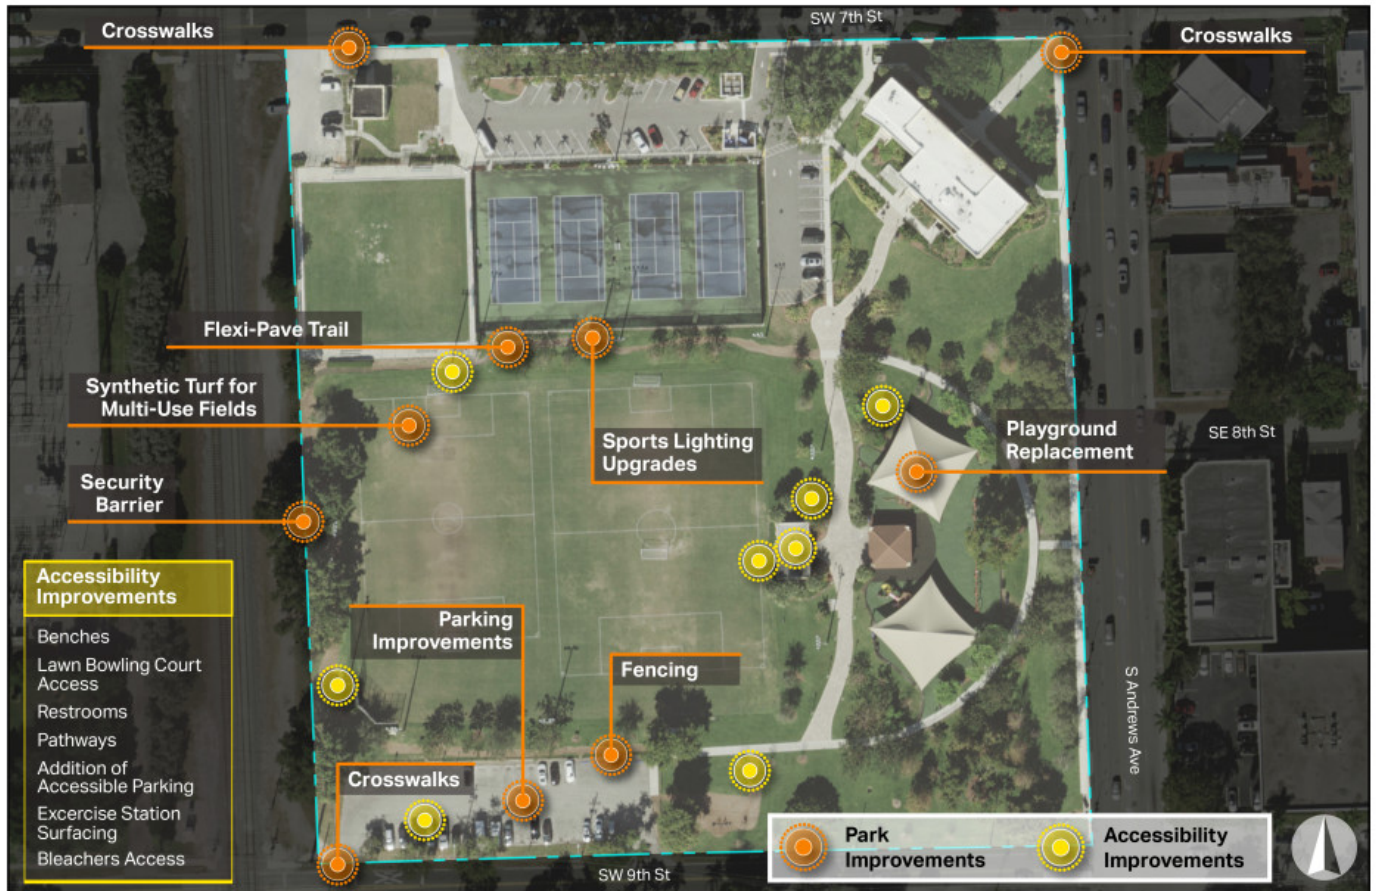 SW 7th St
Crosswalks
Crosswalks
Flexi-Pave Trail
Synthetic Turf for
Multi-Use Fields
Sports Lighting
Upgrades
Playground
Replacement
SE 8th St
Security
Barrier
Accessibility
Improvements
Benches
Lawn Bowling Court
Access
Restrooms
Pathways
Addition of
Accessible Parking
Excercise Station
Surfacing
Bleachers Access
Parking
Improvements
Fencing
Crosswalks
S Andrews Ave
Park
Improvements
Accessibility
Improvements
SW 9th St